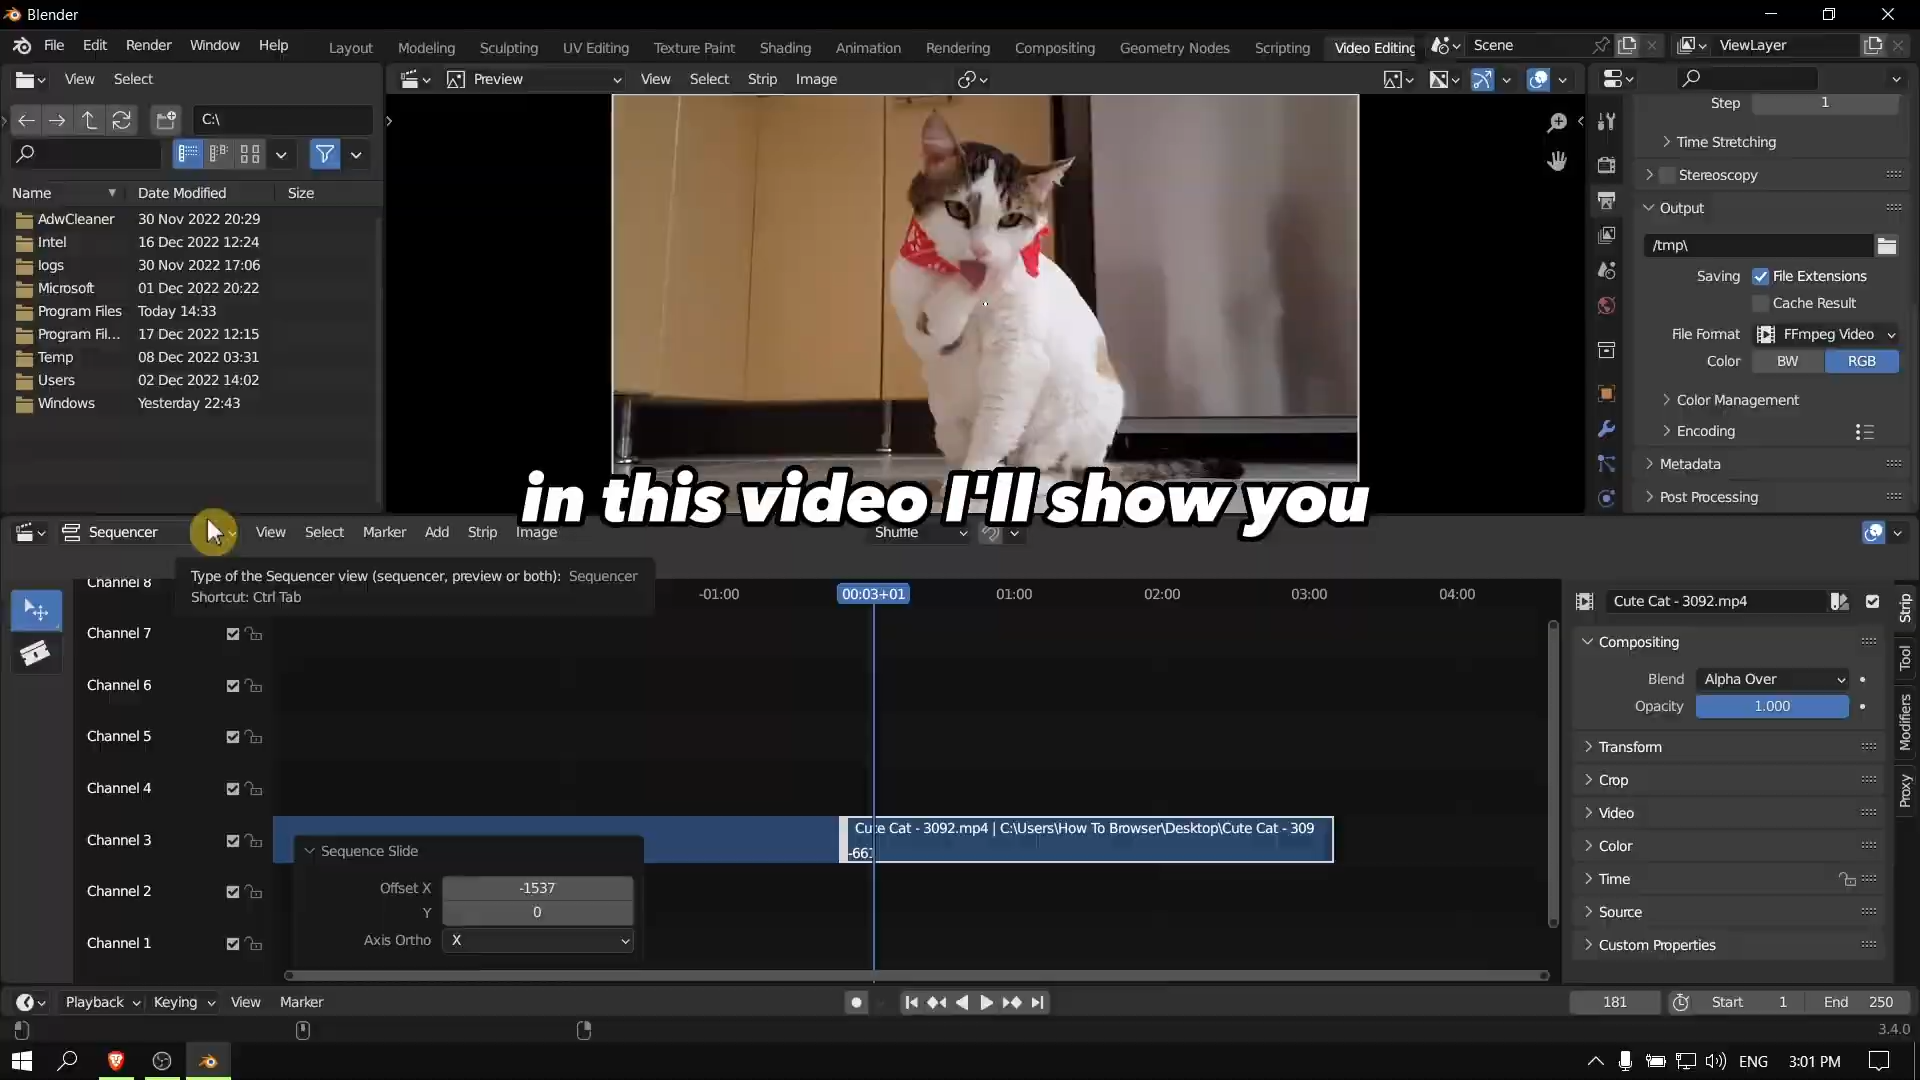 Blender
File Edit Render Window Help Layout Modeling Sculpting UV Editing Texture Paint Shading Animation Rendering Compositing Geometry Nodes Scripting Video Editing Scene ViewLayer
View Select Preview View Select Strip Image
C:\
Name Date Modified Size
AdwCleaner 30 Nov 2022 20:29
Intel 16 Dec 2022 12:24
logs 30 Nov 2022 17:06
Microsoft 01 Dec 2022 20:22
Program Files Today 14:33
Program Fil... 17 Dec 2022 12:15
Temp 08 Dec 2022 03:31
Users 02 Dec 2022 14:02
Windows Yesterday 22:43
Step 1
Time Stretching
Stereoscopy
Output
/tmp\
Saving File Extensions
Cache Result
File Format FFmpeg Video
Color BW RGB
Color Management
Encoding
Metadata
Post Processing
in this video I'll show you
Sequencer View Select Marker Add Strip Image Shuffle
Type of the Sequencer view (sequencer, preview or both): Sequencer
Shortcut: Ctrl Tab
-01:00 00:03+01 01:00 02:00 03:00 04:00
Channel 8
Channel 7
Channel 6
Channel 5
Channel 4
Channel 3
Channel 2
Channel 1
Cute Cat - 3092.mp4 | C:\Users\How To Browser\Desktop\Cute Cat - 309
Sequence Slide
Offset X -1537
Y 0
Axis Ortho X
Cute Cat - 3092.mp4
Compositing
Blend Alpha Over
Opacity 1.000
Transform
Crop
Video
Color
Time
Source
Custom Properties
Strip
Tool
Modifiers
Proxy
Playback Keying View Marker 181 Start 1 End 250
3.4.0
ENG 3:01 PM